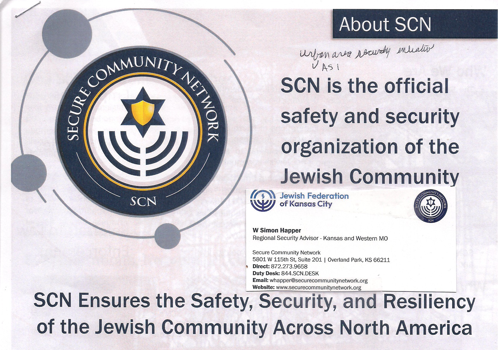 About SCN
urban area security initiative
UASI
SECURE COMMUNITY NETWORK
SCN
SCN is the official
safety and security
organization of the
Jewish Community
Jewish Federation
of Kansas City
W Simon Happer
Regional Security Advisor - Kansas and Western MO
Secure Community Network
5801 W 115th St, Suite 201 | Overland Park, KS 66211
Direct: 872.273.9658
Duty Desk: 844.SCN.DESK
Email: whapper@securecommunitynetwork.org
Website: www.securecommunitynetwork.org
SCN Ensures the Safety, Security, and Resiliency
of the Jewish Community Across North America